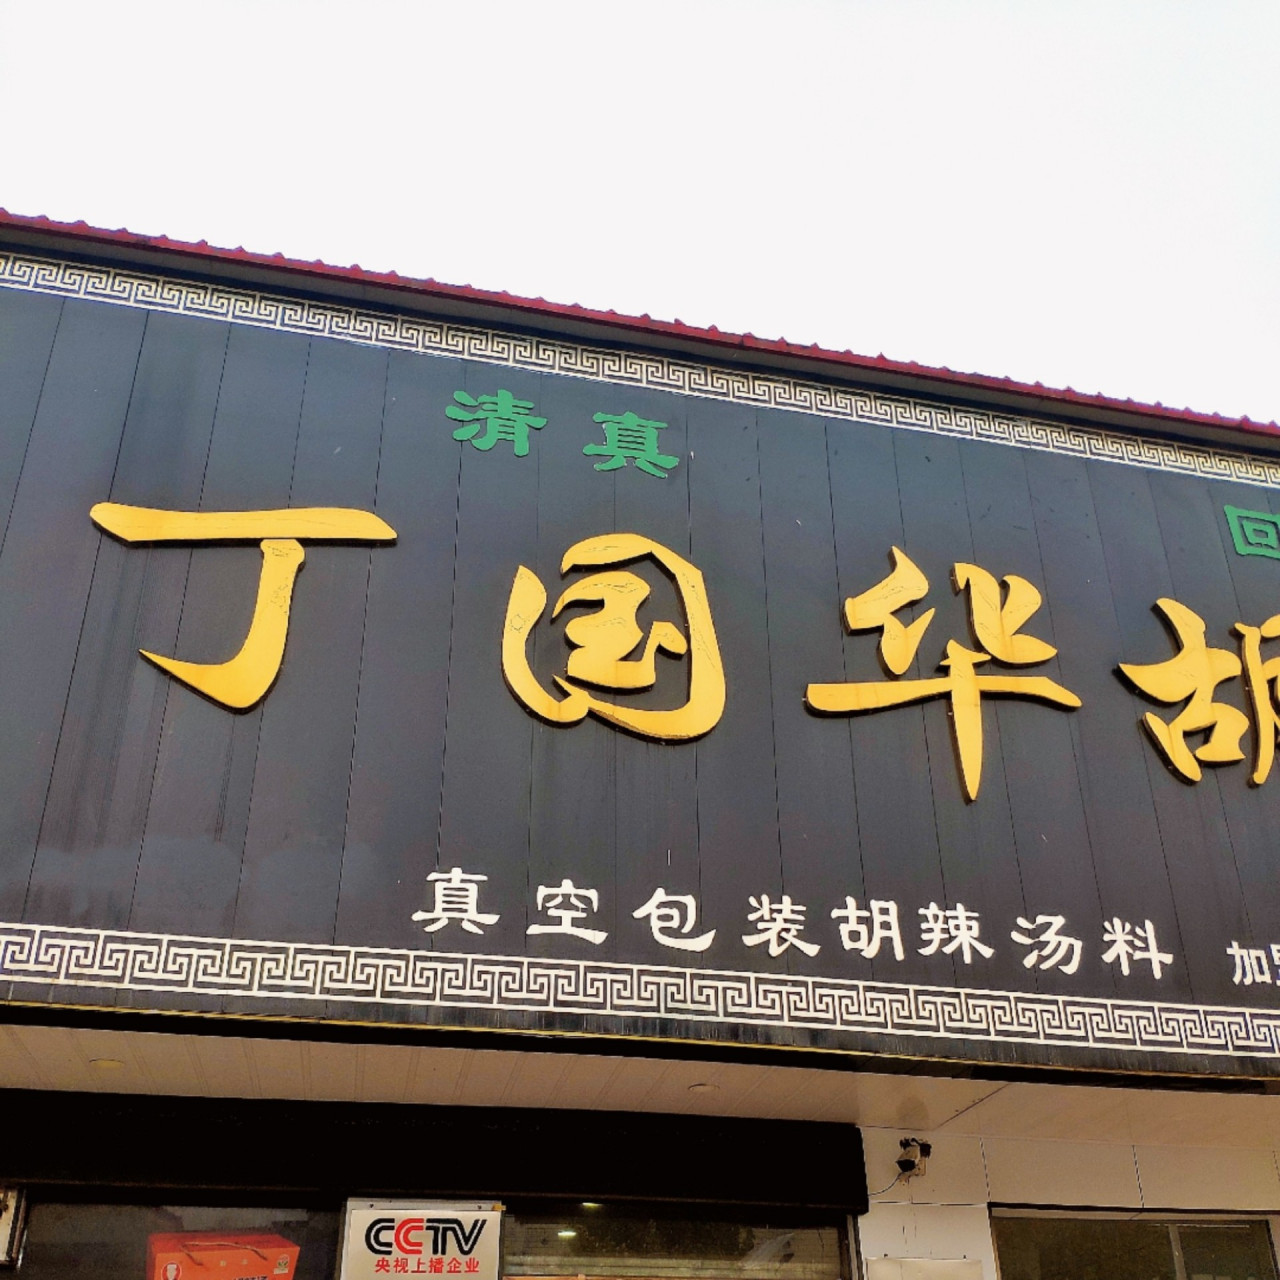 清真
回
丁国华胡
真空包装胡辣汤料
加
CCTV
央视上播企业